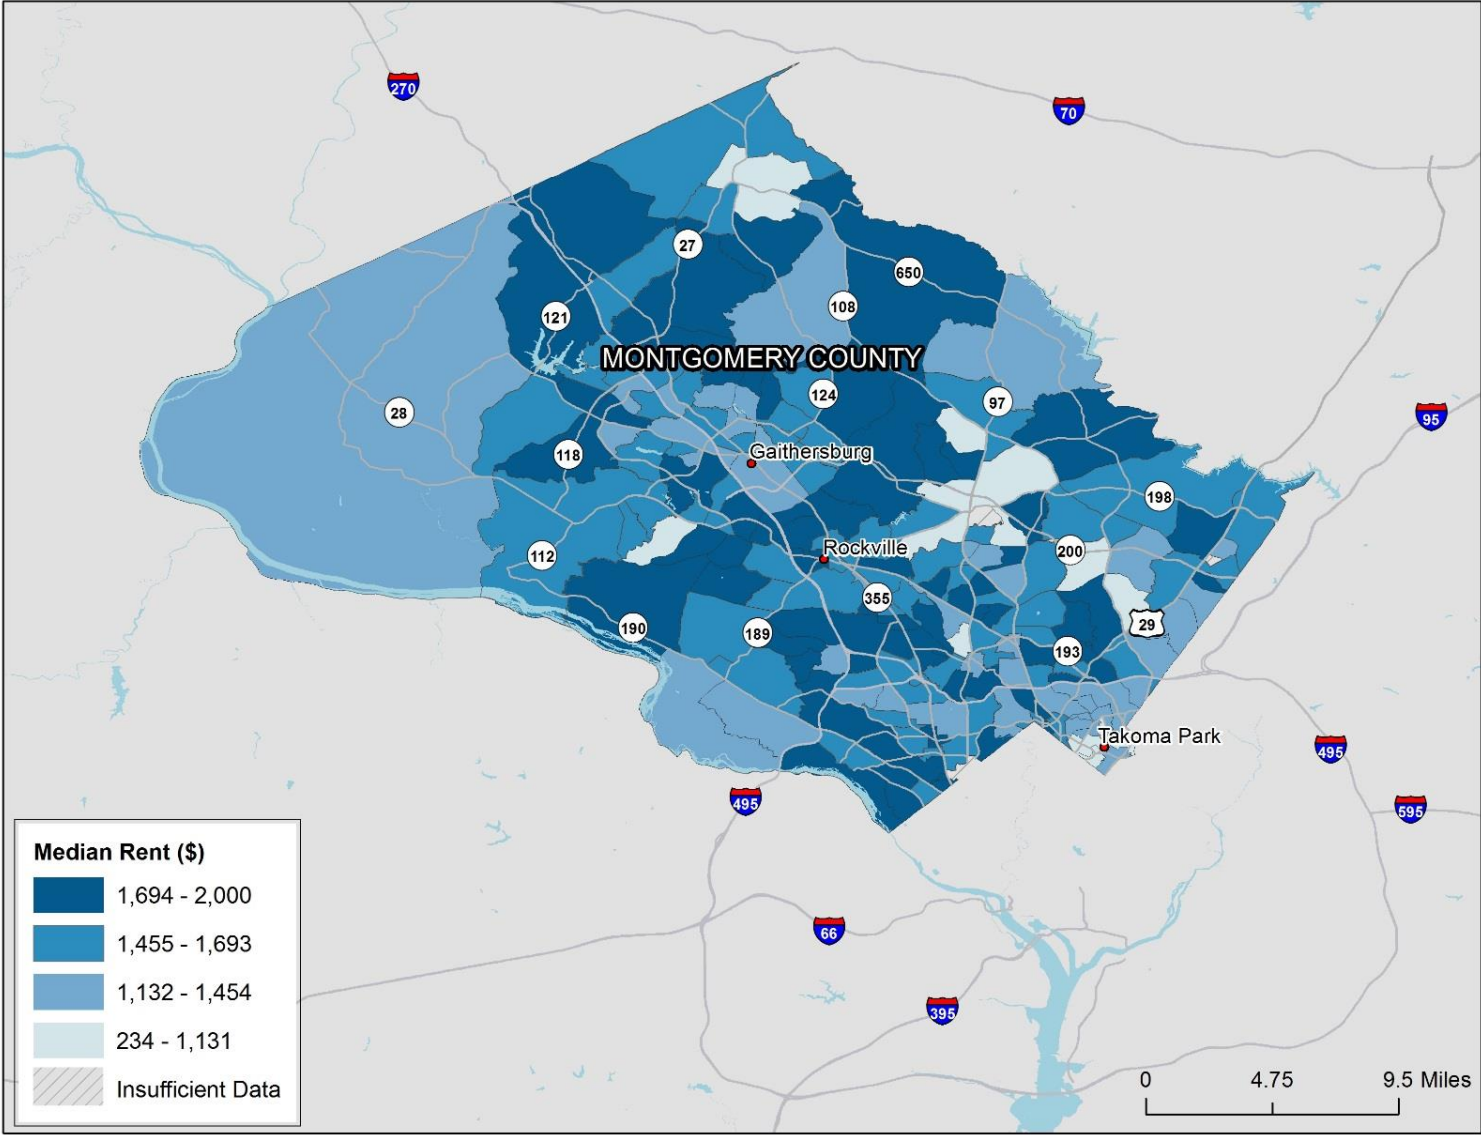 270
70
27
650
108
121
MONTGOMERY COUNTY
124
97
28
95
118
Gaithersburg
198
112
Rockville
200
355
190
189
29
193
Takoma Park
495
495
595
Median Rent ($)
1,694 - 2,000
1,455 - 1,693
1,132 - 1,454
234 - 1,131
Insufficient Data
66
395
0 4.75 9.5 Miles